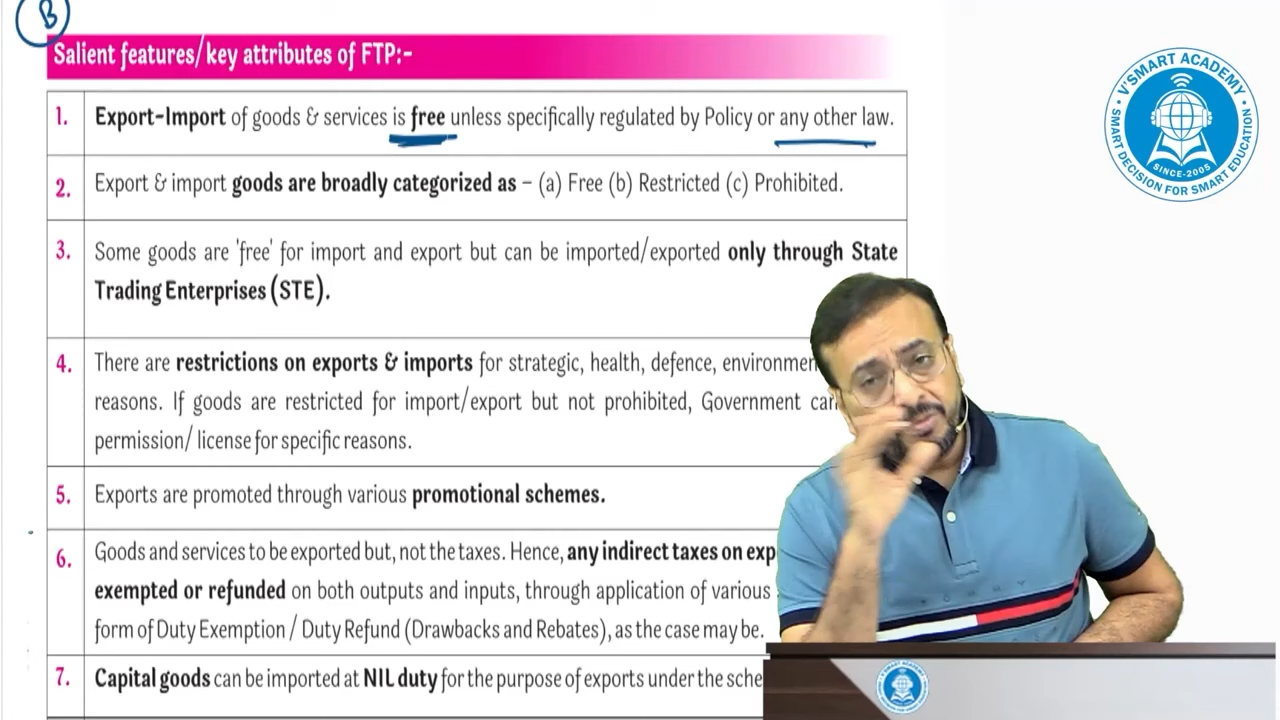 B
Salient features/key attributes of FTP:-
1. Export-Import of goods & services is free unless specifically regulated by Policy or any other law.
2. Export & import goods are broadly categorized as – (a) Free (b) Restricted (c) Prohibited.
3. Some goods are 'free' for import and export but can be imported/exported only through State
Trading Enterprises (STE).
4. There are restrictions on exports & imports for strategic, health, defence,
reasons. If goods are restricted for import/export but not prohibited, Government can
permission/ license for specific reasons.
5. Exports are promoted through various promotional schemes.
6. Goods and services to be exported but, not the taxes. Hence, any indirect taxes on
exempted or refunded on both outputs and inputs, through application of various
form of Duty Exemption / Duty Refund (Drawbacks and Rebates), as the case may be.
7. Capital goods can be imported at NIL duty for the purpose of exports under the
V'SMART ACADEMY
SINCE-2005
SMART DECISION FOR SMART EDUCATION